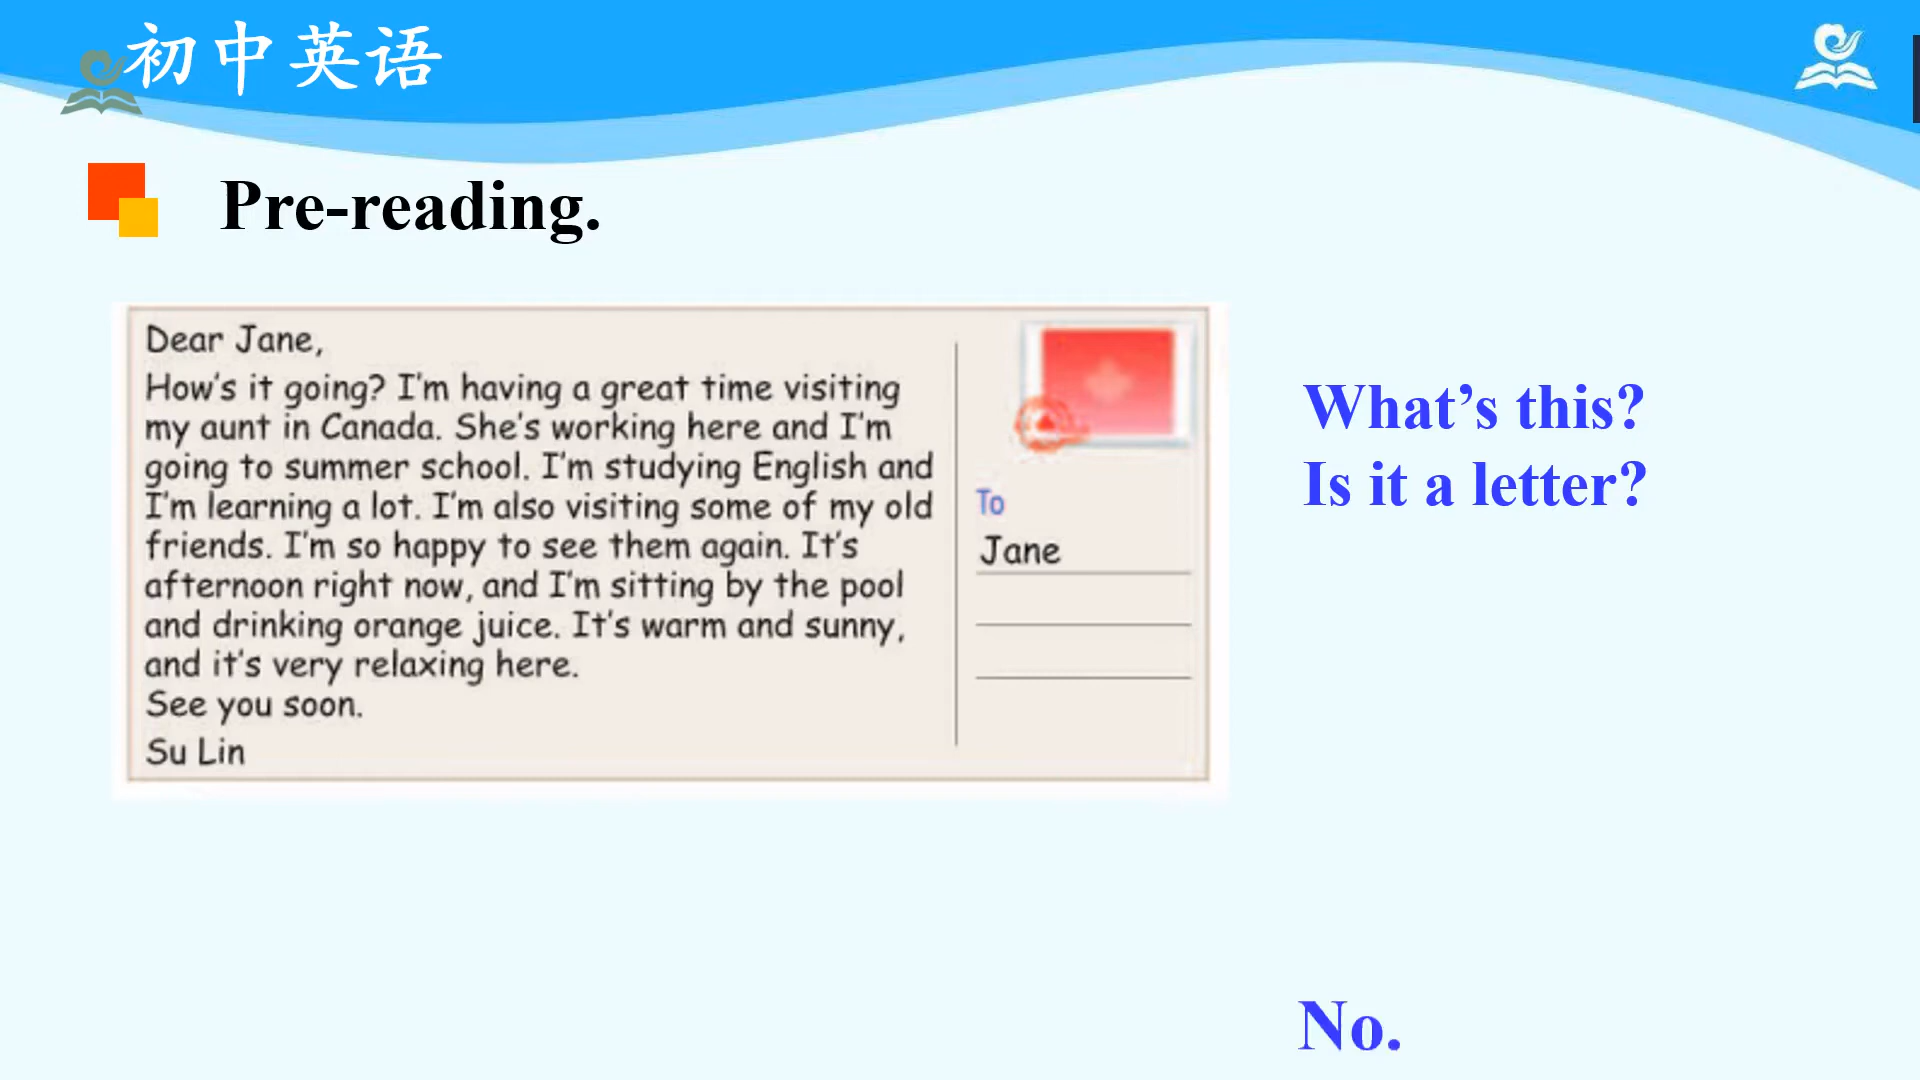 初中英语
Pre-reading.
Dear Jane,
How's it going? I'm having a great time visiting
my aunt in Canada. She's working here and I'm
going to summer school. I'm studying English and
I'm learning a lot. I'm also visiting some of my old
friends. I'm so happy to see them again. It's
afternoon right now, and I'm sitting by the pool
and drinking orange juice. It's warm and sunny,
and it's very relaxing here.
See you soon.
Su Lin
To
Jane
What's this?
Is it a letter?
No.